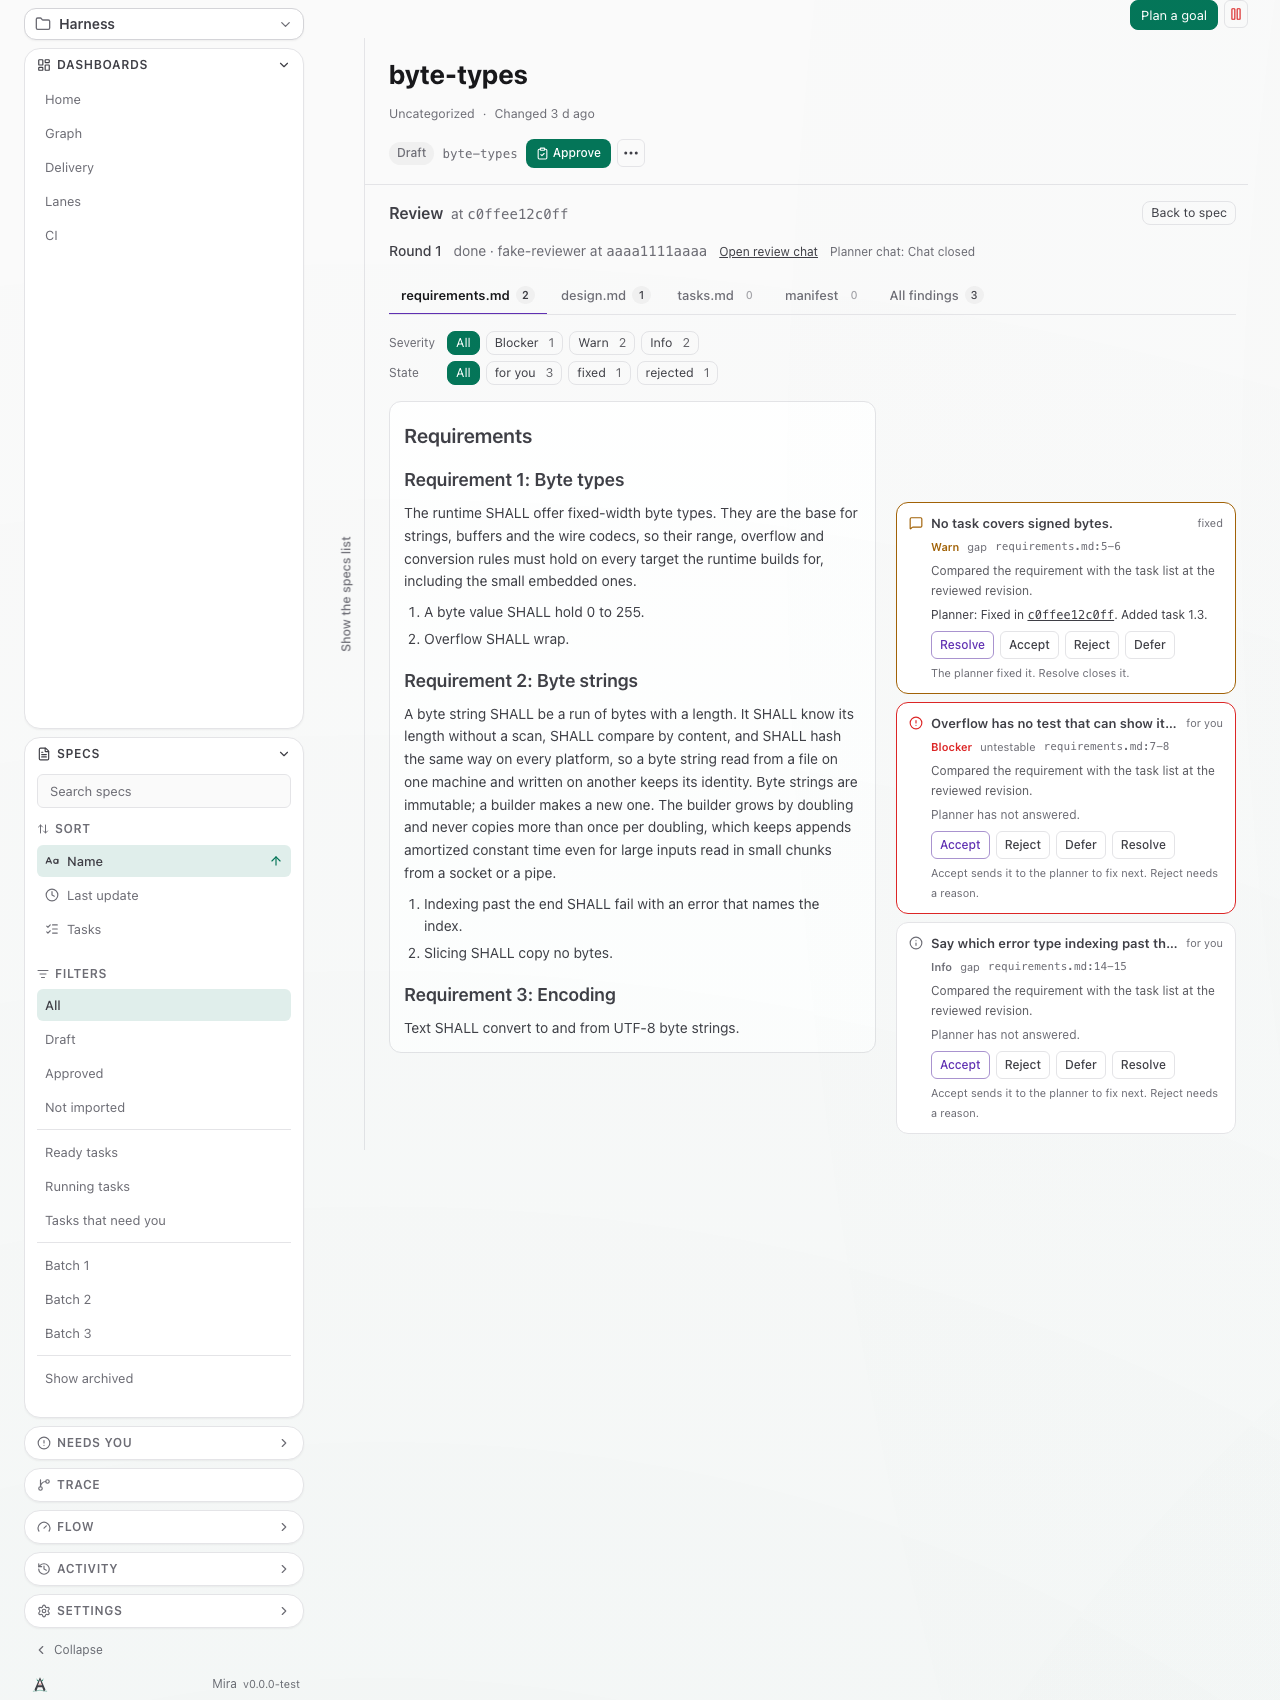 Harness
Plan a goal
DASHBOARDS
Home
Graph
Delivery
Lanes
CI
SPECS
Search specs
SORT
Aa Name
Last update
Tasks
FILTERS
All
Draft
Approved
Not imported
Ready tasks
Running tasks
Tasks that need you
Batch 1
Batch 2
Batch 3
Show archived
NEEDS YOU
TRACE
FLOW
ACTIVITY
SETTINGS
Collapse
Mira v0.0.0-test
Show the specs list
byte-types
Uncategorized · Changed 3 d ago
Draft byte-types Approve
Review at c0ffee12c0ff
Back to spec
Round 1 done · fake-reviewer at aaaa1111aaaa Open review chat Planner chat: Chat closed
requirements.md 2 design.md 1 tasks.md 0 manifest 0 All findings 3
Severity All Blocker 1 Warn 2 Info 2
State All for you 3 fixed 1 rejected 1
Requirements
Requirement 1: Byte types
The runtime SHALL offer fixed-width byte types. They are the base for
strings, buffers and the wire codecs, so their range, overflow and
conversion rules must hold on every target the runtime builds for,
including the small embedded ones.
1. A byte value SHALL hold 0 to 255.
2. Overflow SHALL wrap.
Requirement 2: Byte strings
A byte string SHALL be a run of bytes with a length. It SHALL know its
length without a scan, SHALL compare by content, and SHALL hash
the same way on every platform, so a byte string read from a file on
one machine and written on another keeps its identity. Byte strings are
immutable; a builder makes a new one. The builder grows by doubling
and never copies more than once per doubling, which keeps appends
amortized constant time even for large inputs read in small chunks
from a socket or a pipe.
1. Indexing past the end SHALL fail with an error that names the
index.
2. Slicing SHALL copy no bytes.
Requirement 3: Encoding
Text SHALL convert to and from UTF-8 byte strings.
No task covers signed bytes. fixed
Warn gap requirements.md:5–6
Compared the requirement with the task list at the
reviewed revision.
Planner: Fixed in c0ffee12c0ff. Added task 1.3.
Resolve Accept Reject Defer
The planner fixed it. Resolve closes it.
Overflow has no test that can show it... for you
Blocker untestable requirements.md:7–8
Compared the requirement with the task list at the
reviewed revision.
Planner has not answered.
Accept Reject Defer Resolve
Accept sends it to the planner to fix next. Reject needs
a reason.
Say which error type indexing past th... for you
Info gap requirements.md:14–15
Compared the requirement with the task list at the
reviewed revision.
Planner has not answered.
Accept Reject Defer Resolve
Accept sends it to the planner to fix next. Reject needs
a reason.